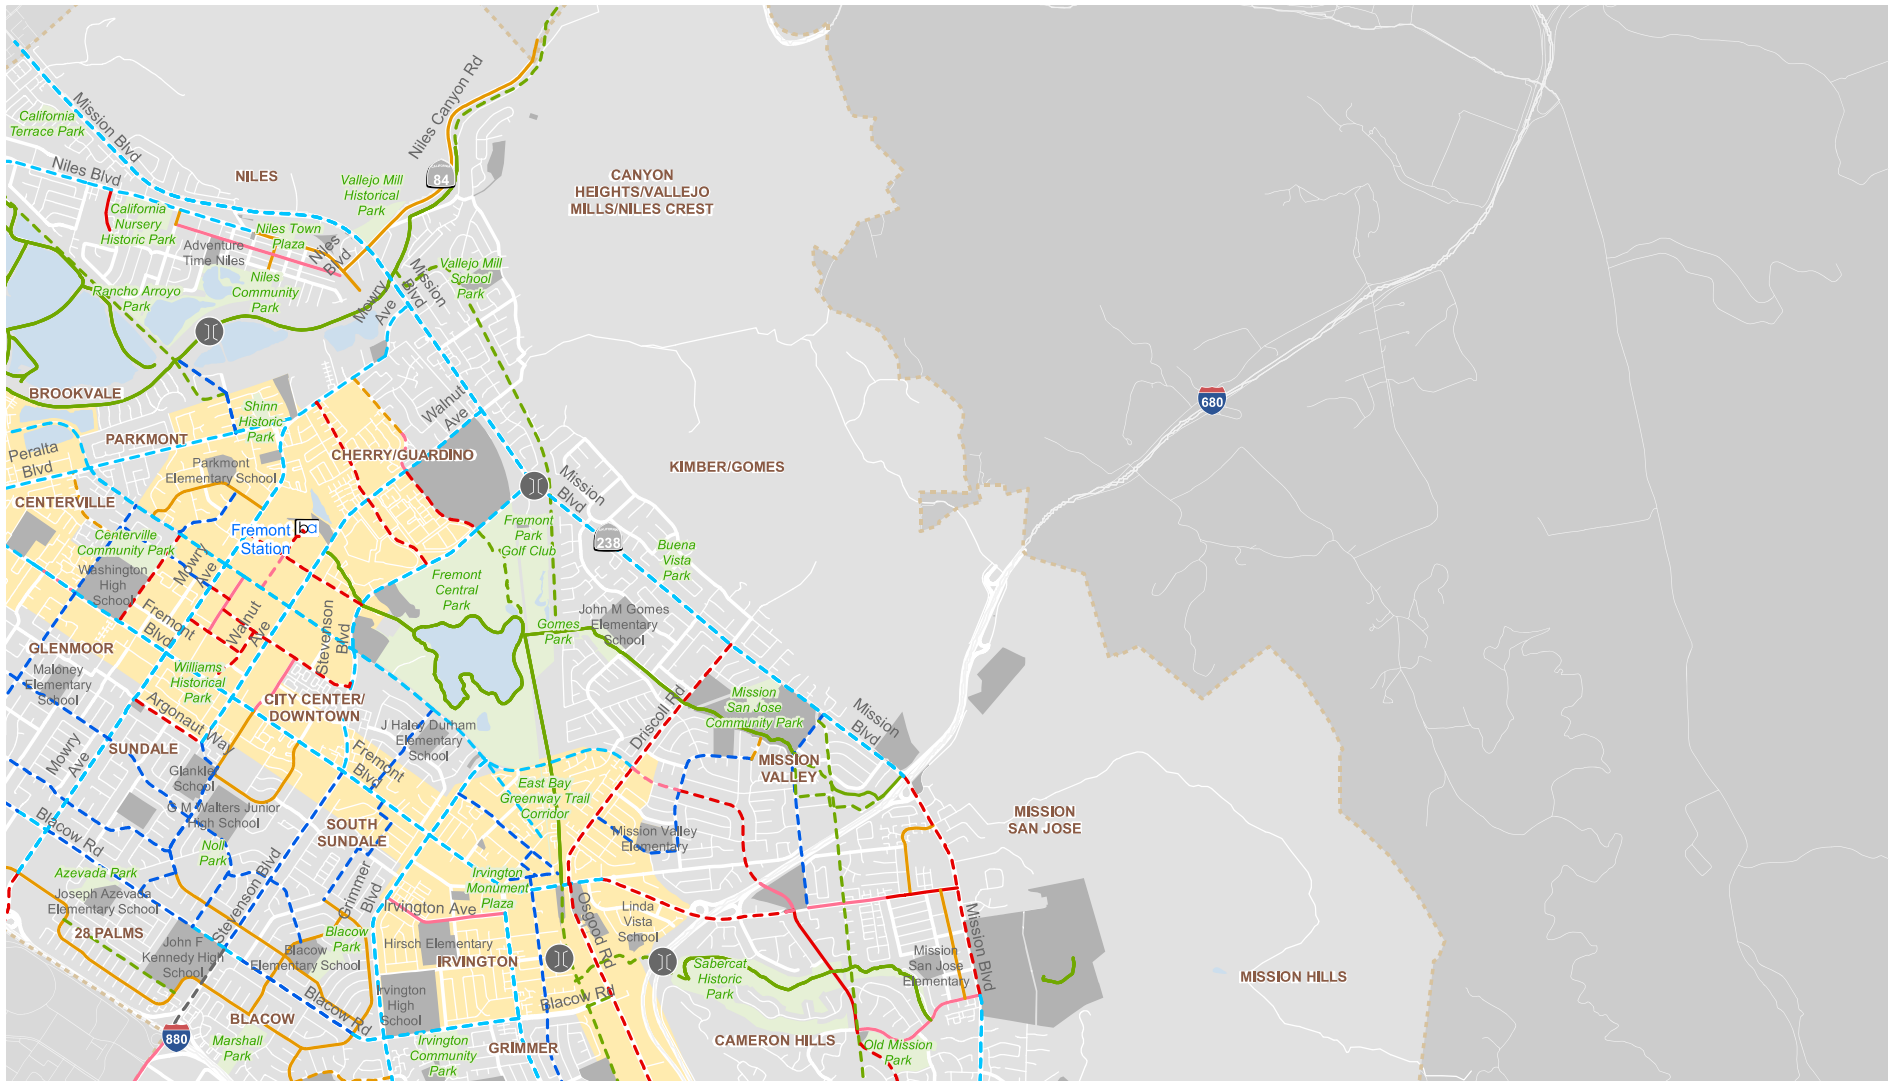 Niles Canyon Rd
California
Terrace Park
Mission Blvd
Niles Blvd
NILES
Vallejo Mill
Historical
Park
84
CANYON
HEIGHTS/VALLEJO
MILLS/NILES CREST
California
Nursery
Historic Park
Adventure
Time Niles
Niles Town
Plaza
Niles
Blvd
Niles
Community
Park
Rancho Arroyo
Park
Mowry
Ave
Mission
Blvd
Vallejo Mill
School
Park
BROOKVALE
Shinn
Historic
Park
Walnut
Ave
680
PARKMONT
Peralta
Blvd
CHERRY/GUARDINO
Parkmont
Elementary School
KIMBER/GOMES
Mission
Blvd
CENTERVILLE
Fremont
Station
ba
Fremont
Park
Golf Club
238
Centerville
Community Park
Buena
Vista
Park
Washington
High
School
Mowry
Ave
Fremont
Central
Park
Fremont
Blvd
Walnut
Ave
Stevenson
Blvd
Gomes
Park
John M Gomes
Elementary
School
GLENMOOR
Maloney
Elementary
School
Williams
Historical
Park
CITY CENTER/
DOWNTOWN
Argonaut Way
J Haley Durham
Elementary
School
Driscoll Rd
Mission
San Jose
Community Park
Mission
Blvd
SUNDALE
Mowry
Ave
Glankler
School
Fremont
Blvd
MISSION
VALLEY
G M Walters Junior
High School
East Bay
Greenway Trail
Corridor
MISSION
SAN JOSE
Blacow Rd
SOUTH
SUNDALE
Noll
Park
Mission Valley
Elementary
Azevada Park
Joseph Azevada
Elementary School
Stevenson Blvd
Grimmer
Blvd
Irvington
Monument
Plaza
Irvington Ave
Osgood Rd
Linda
Vista
School
Mission Blvd
28 PALMS
John F
Kennedy High
School
Blacow
Park
Blacow
Elementary School
Hirsch Elementary
IRVINGTON
Sabercat
Historic
Park
Mission
San Jose
Elementary
MISSION HILLS
Irvington
High
School
Blacow Rd
Blacow Rd
BLACOW
880
Marshall
Park
Irvington
Community
Park
GRIMMER
CAMERON HILLS
Old Mission
Park